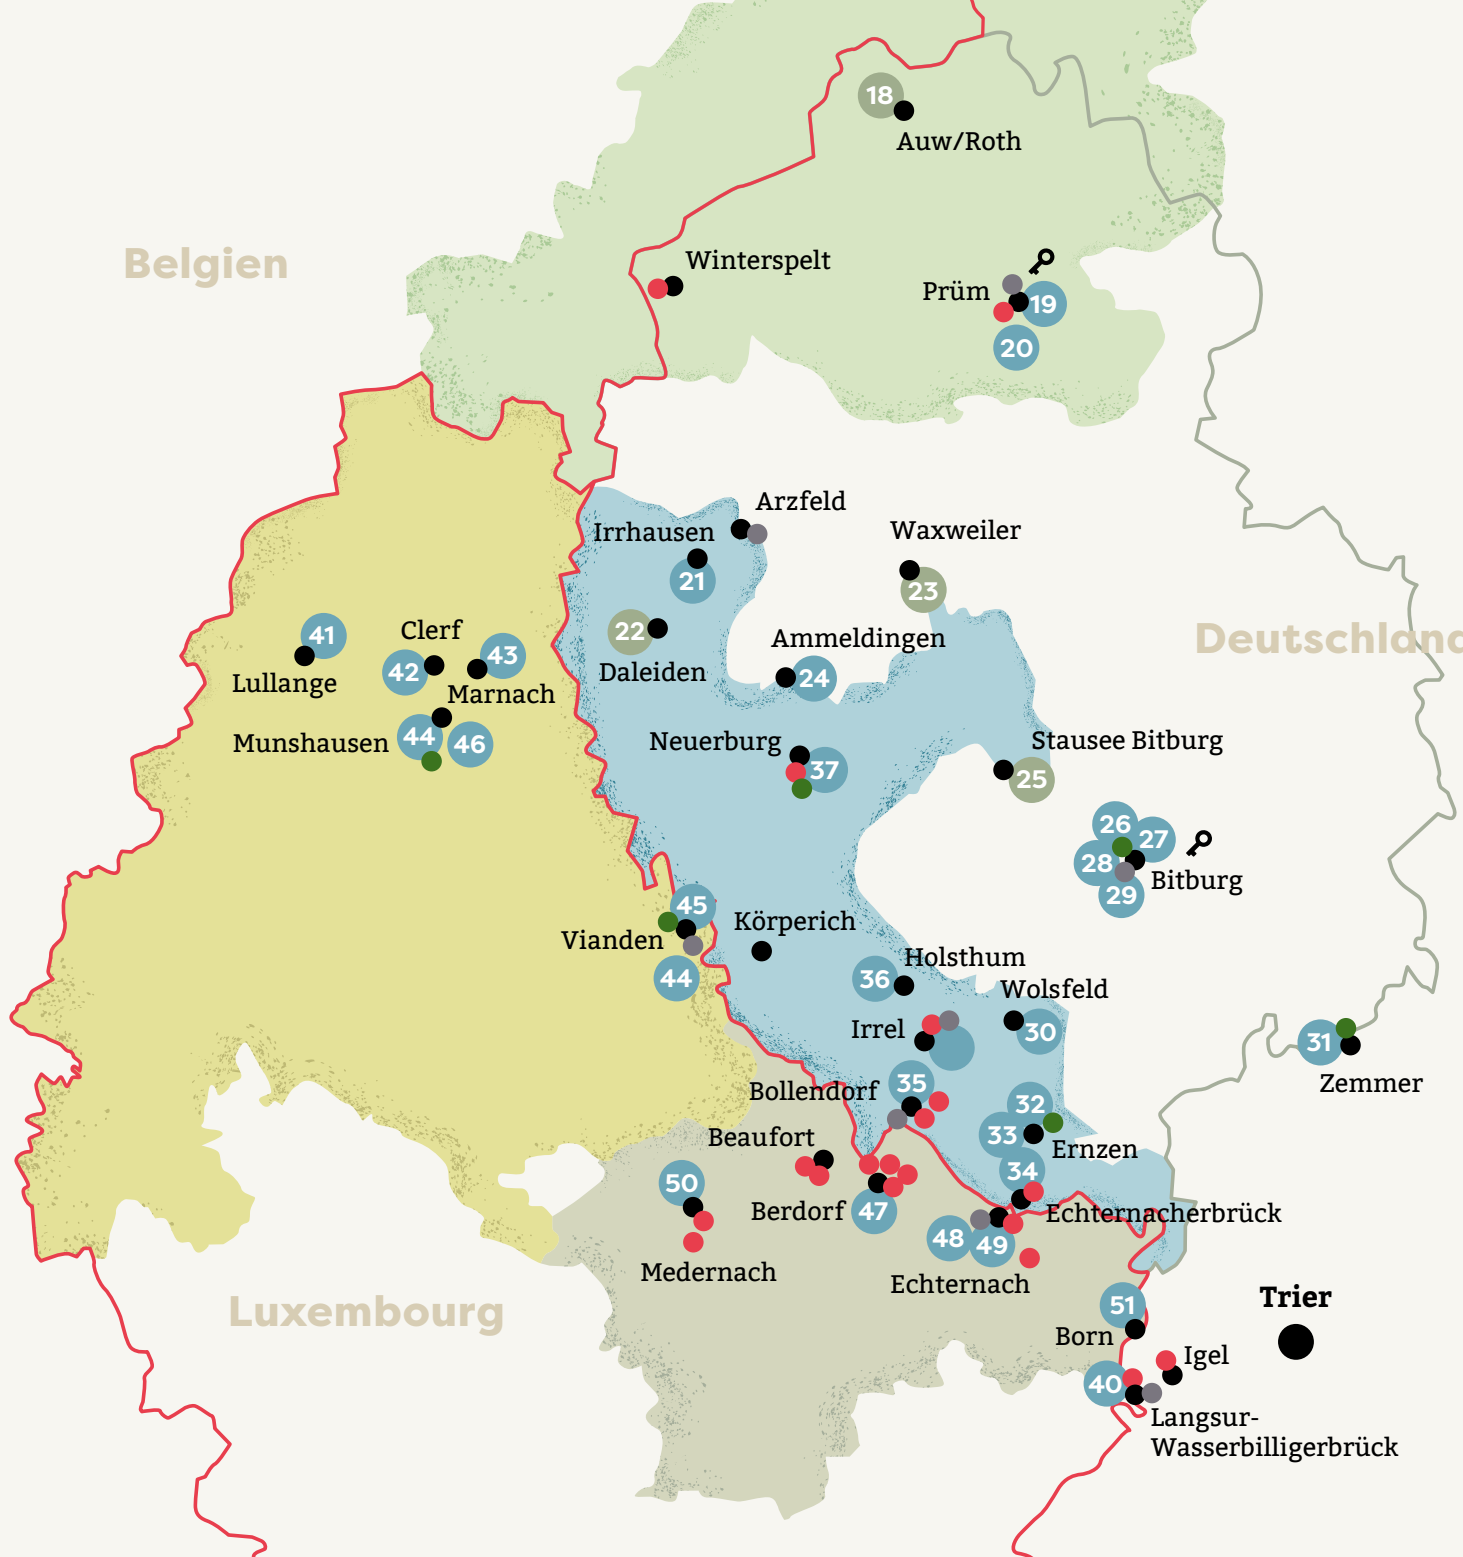 18
Auw/Roth
Belgien
Winterspelt
Prüm
19
20
Arzfeld
Irrhausen
21
Waxweiler
23
22
Daleiden
Ammeldingen
24
41
Lullange
Clerf
42
43
Marnach
Munshausen
44
46
Deutschland
Neuerburg
37
Stausee Bitburg
25
26
27
28
29
Bitburg
45
Vianden
44
Körperich
Holsthum
36
Wolsfeld
30
Irrel
31
Zemmer
35
Bollendorf
32
33
Ernzen
34
Echternacherbrück
Beaufort
50
Medernach
Berdorf
47
48
49
Echternach
Luxembourg
51
Born
Trier
Igel
40
Langsur-
Wasserbilligerbrück